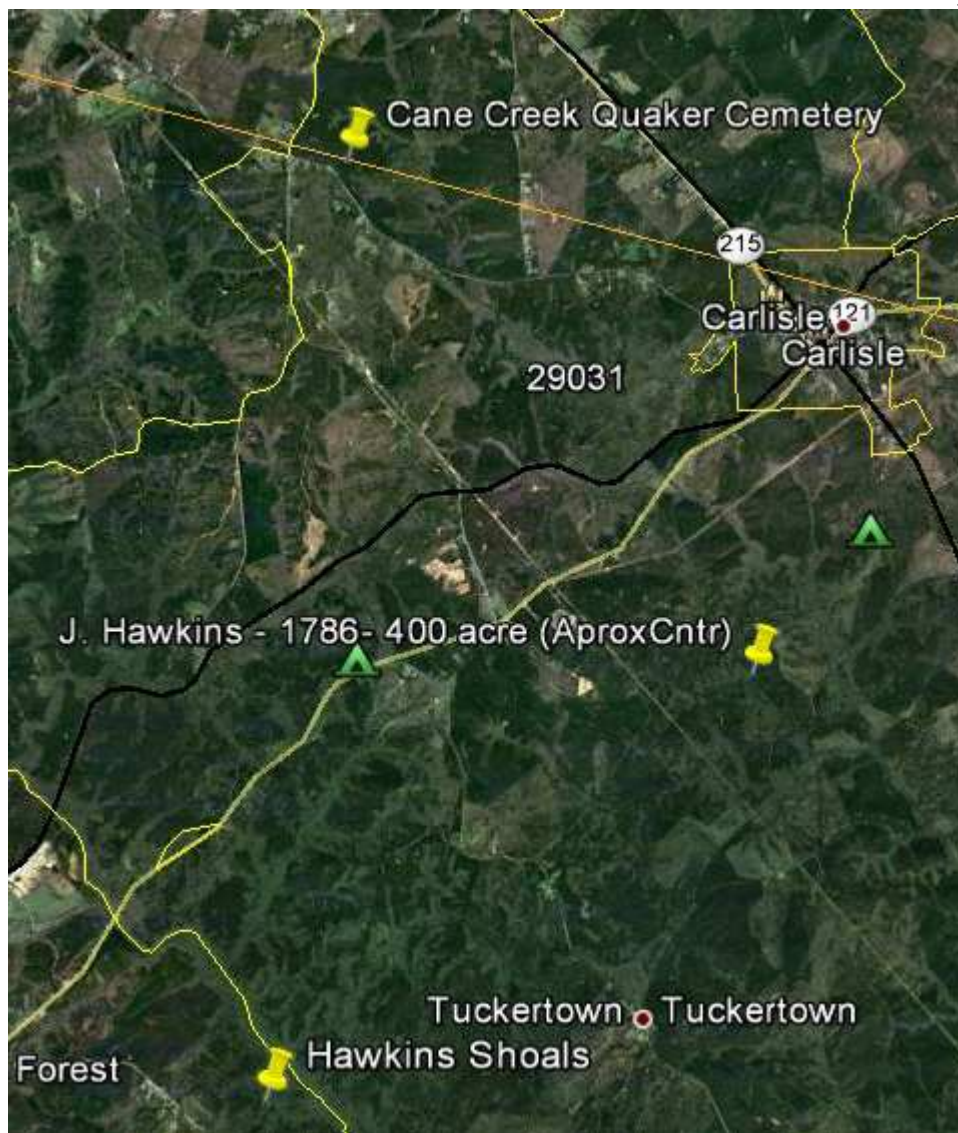 Cane Creek Quaker Cemetery
215
121
Carlisle
Carlisle
29031
J. Hawkins - 1786- 400 acre (AproxCntr)
Tuckertown Tuckertown
Hawkins Shoals
Forest